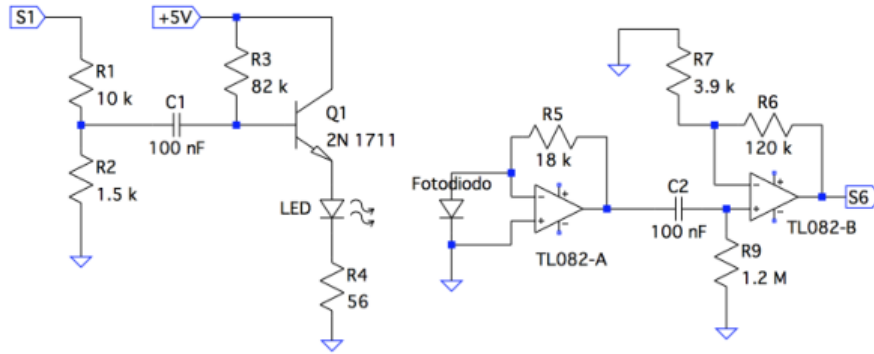 S1
+5V
R1
10 k
R2
1.5 k
C1
100 nF
R3
82 k
Q1
2N 1711
LED
R4
56
Fotodiodo
R5
18 k
-
+
+
-
TL082-A
C2
100 nF
R7
3.9 k
R6
120 k
-
+
+
-
TL082-B
R9
1.2 M
S6